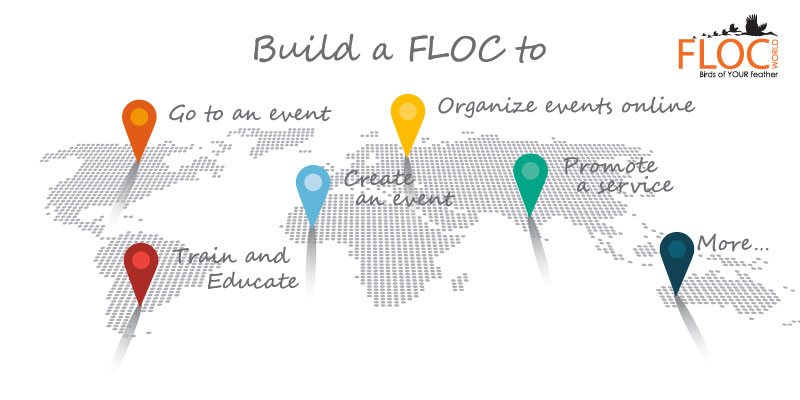 Build a FLOC to
FLOC
WORLD
Birds of YOUR feather
Go to an event
Organize events online
Create
an event
Promote
a service
Train and
Educate
More...